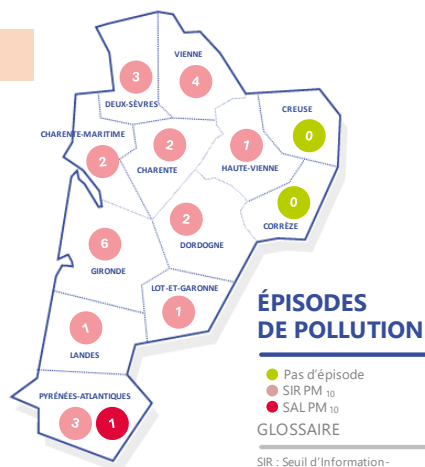 VIENNE
3
4
DEUX-SÈVRES
CREUSE
0
CHARENTE-MARITIME
2
2
1
CHARENTE
HAUTE-VIENNE
0
2
CORRÈZE
DORDOGNE
6
GIRONDE
LOT-ET-GARONNE
1
1
LANDES
PYRÉNÉES-ATLANTIQUES
3
1
ÉPISODES
DE POLLUTION
Pas d'épisode
SIR PM 10
SAL PM 10
GLOSSAIRE
SIR : Seuil d'Information-